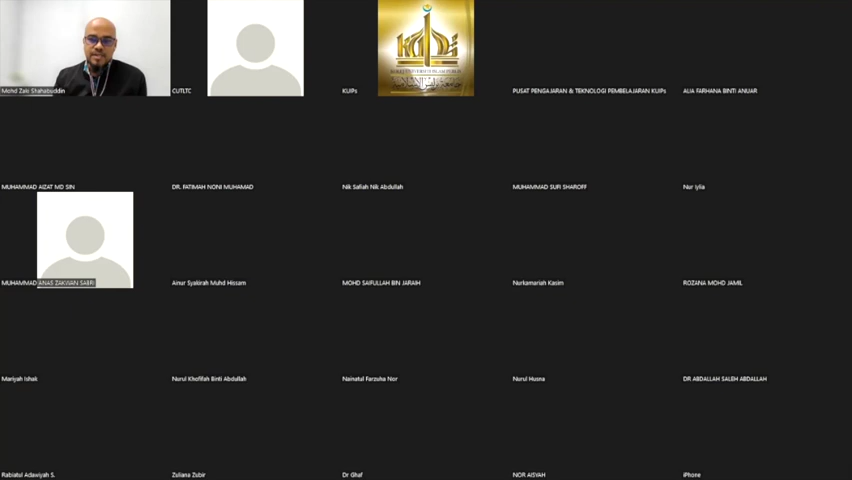 Mohd Zaki Shahabuddin
CUTLTC
KUIPs
PUSAT PENGAJARAN & TEKNOLOGI PEMBELAJARAN KUIPs
ALIA FARHANA BINTI ANUAR
MUHAMMAD AIZAT MD SIN
DR. FATIMAH NONI MUHAMAD
Nik Safiah Nik Abdullah
MUHAMMAD SUFI SHAROFF
Nur Iylia
MUHAMMAD ANAS ZAKWAN SABRI
Ainur Syakirah Muhd Hissam
MOHD SAIFULLAH BIN JARAIH
Nurkamariah Kasim
ROZANA MOHD JAMIL
Mariyah Ishak
Nurul Khofifah Binti Abdullah
Nainatul Farzuha Nor
Nurul Husna
DR ABDALLAH SALEH ABDALLAH
Rabiatul Adawiyah S.
Zuliana Zubir
Dr Ghaf
NOR AISYAH
iPhone